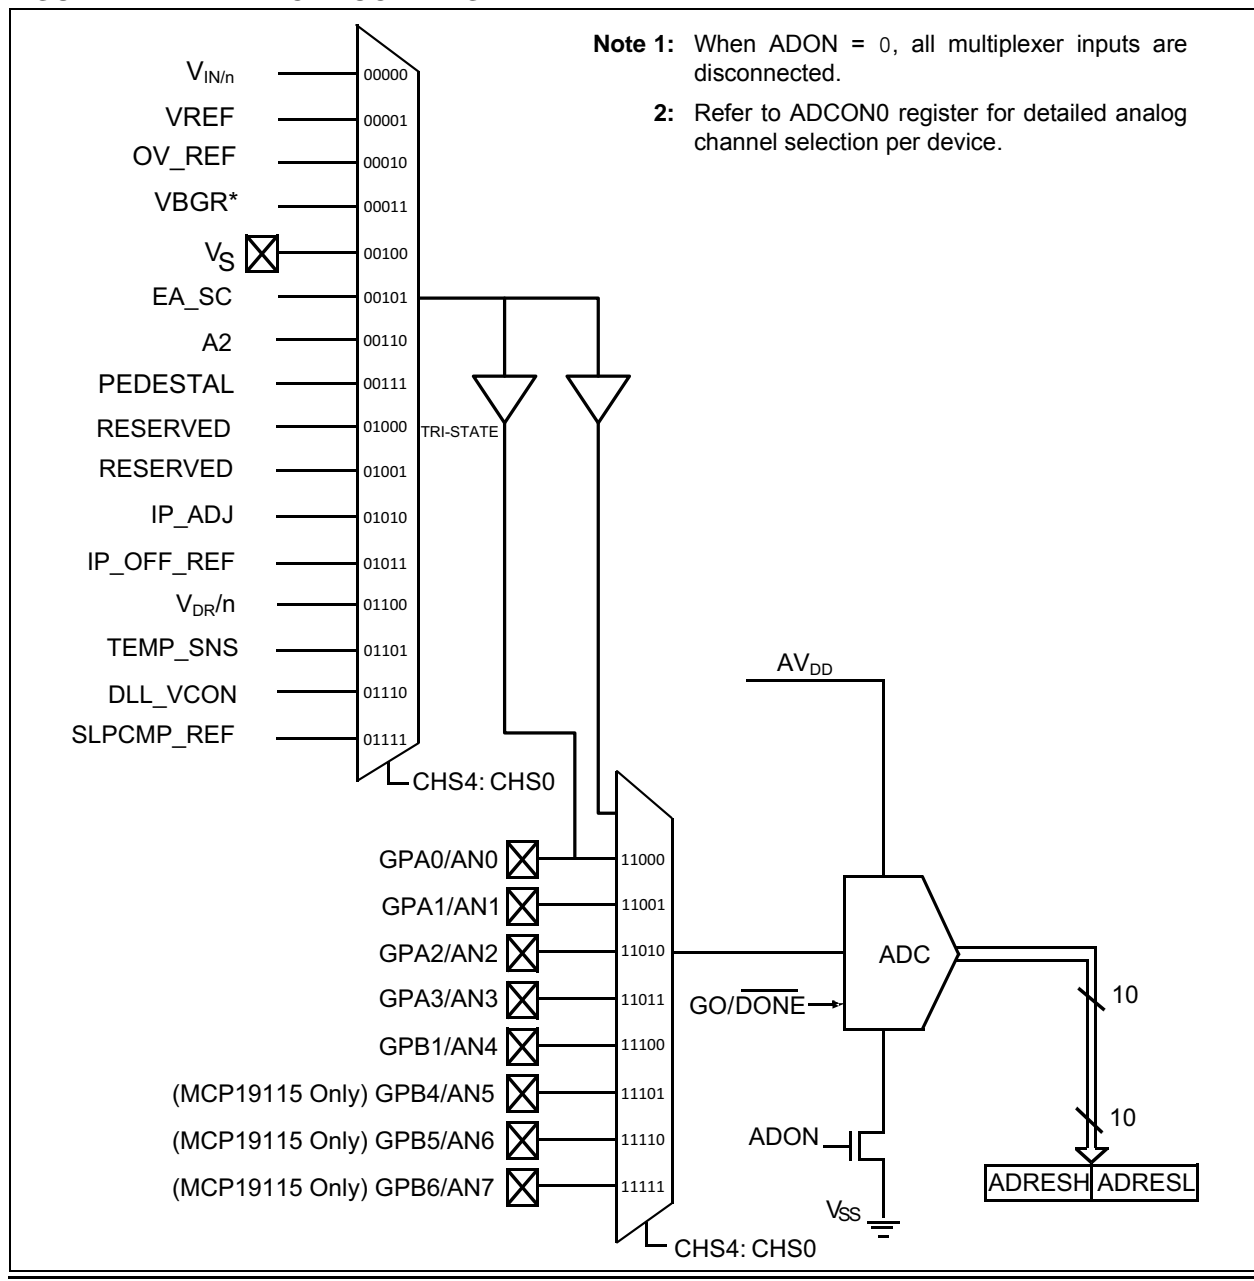 Note 1: When ADON = 0, all multiplexer inputs are
disconnected.
2: Refer to ADCON0 register for detailed analog
channel selection per device.
VIN/n 00000
VREF 00001
OV_REF 00010
VBGR* 00011
VS 00100
EA_SC 00101
A2 00110
PEDESTAL 00111
RESERVED 01000
TRI-STATE
RESERVED 01001
IP_ADJ 01010
IP_OFF_REF 01011
VDR/n 01100
TEMP_SNS 01101
DLL_VCON 01110
SLPCMP_REF 01111
CHS4: CHS0
AVDD
GPA0/AN0 11000
GPA1/AN1 11001
GPA2/AN2 11010
GPA3/AN3 11011
GPB1/AN4 11100
(MCP19115 Only) GPB4/AN5 11101
(MCP19115 Only) GPB5/AN6 11110
(MCP19115 Only) GPB6/AN7 11111
CHS4: CHS0
ADC
GO/DONE
10
10
ADON
ADRESH ADRESL
VSS